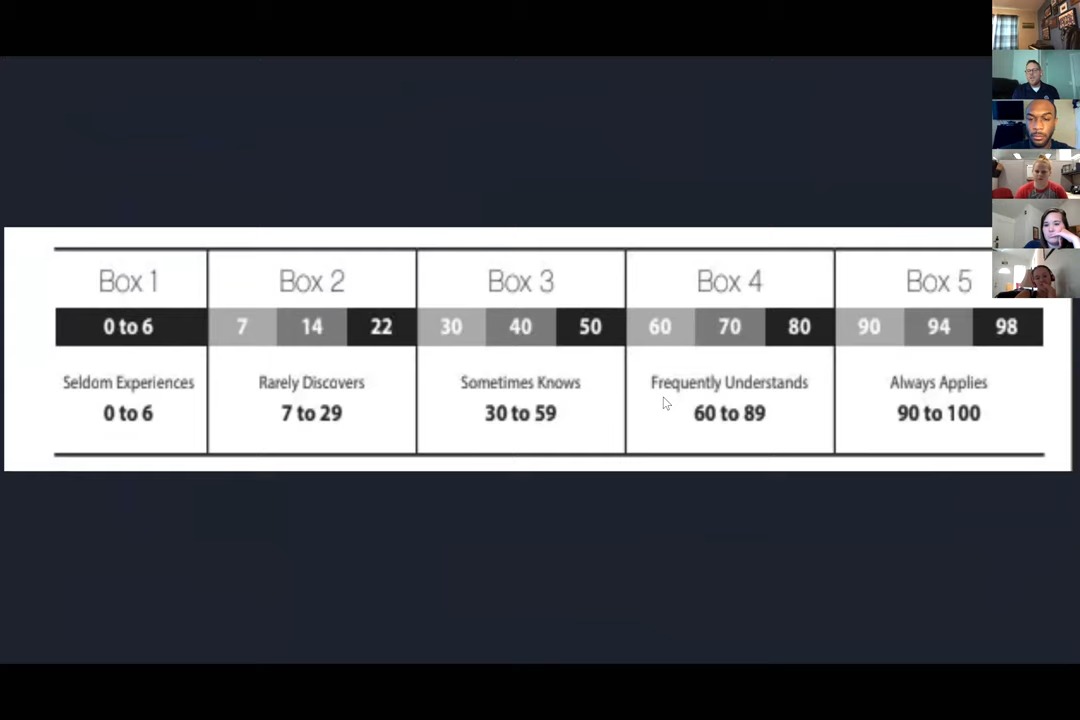 Box 1 Box 2 Box 3 Box 4 Box 5
0 to 6 7 14 22 30 40 50 60 70 80 90 94 98
Seldom Experiences Rarely Discovers Sometimes Knows Frequently Understands Always Applies
0 to 6 7 to 29 30 to 59 60 to 89 90 to 100